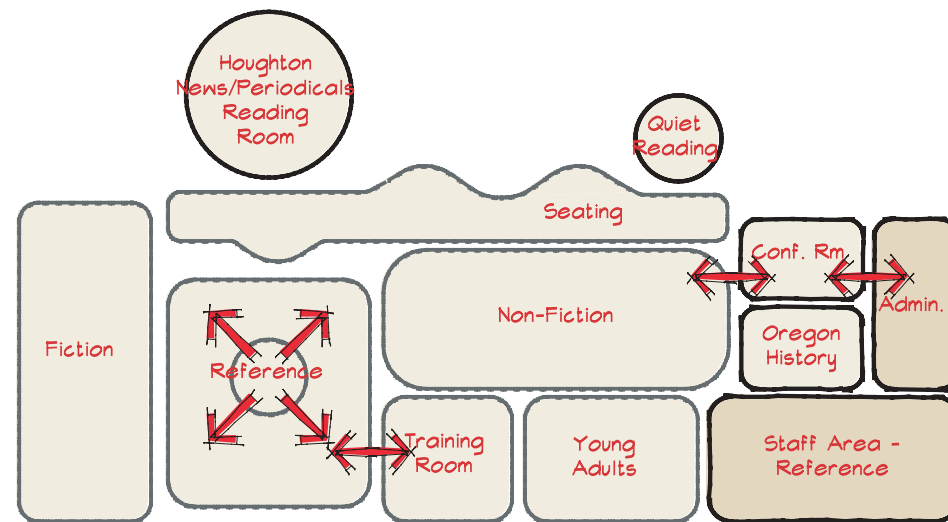 Houghton
News/Periodicals
Reading
Room
Quiet
Reading
Seating
Conf. Rm.
Admin.
Non-Fiction
Oregon
History
Fiction
Reference
Training
Room
Young
Adults
Staff Area -
Reference